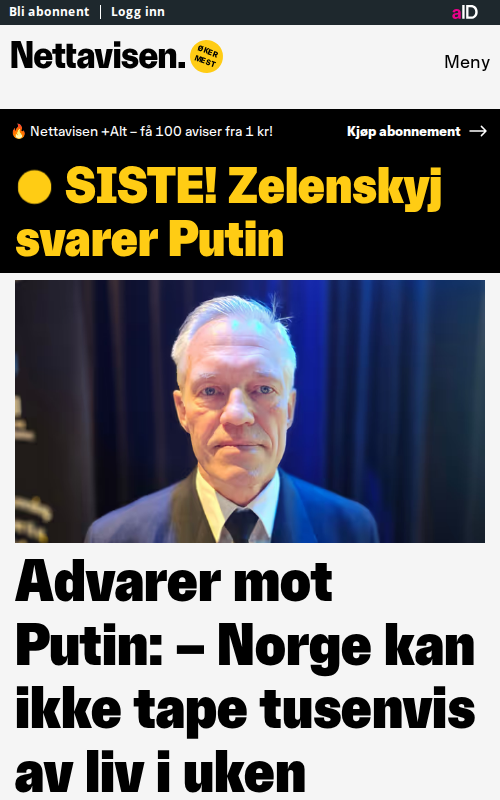 Bli abonnent | Logg inn
aID
Nettavisen.
ØKER
MEST
Meny
🔥 Nettavisen +Alt – få 100 aviser fra 1 kr!
Kjøp abonnement →
SISTE! Zelenskyj
svarer Putin
Advarer mot
Putin: – Norge kan
ikke tape tusenvis
av liv i uken